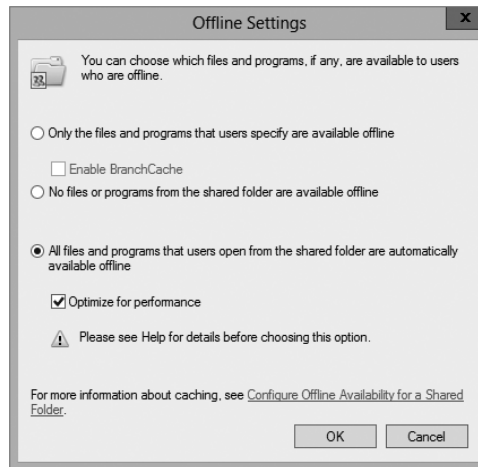 Offline Settings
x
You can choose which files and programs, if any, are available to users
who are offline.
Only the files and programs that users specify are available offline
Enable BranchCache
No files or programs from the shared folder are available offline
All files and programs that users open from the shared folder are automatically
available offline
Optimize for performance
Please see Help for details before choosing this option.
For more information about caching, see Configure Offline Availability for a Shared
Folder.
OK
Cancel